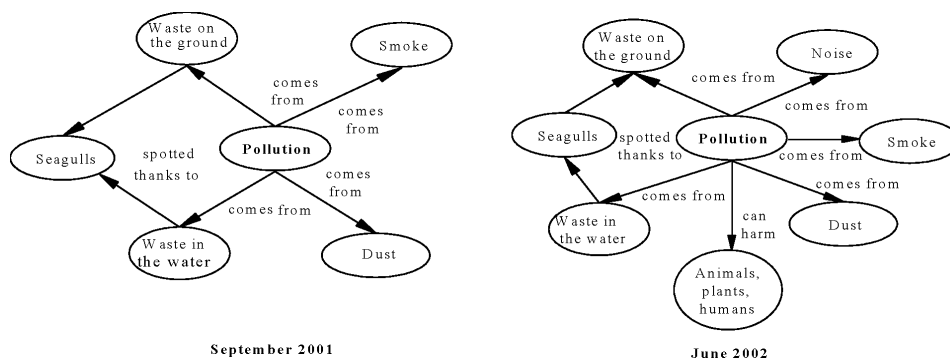 Waste on
the ground
Smoke
comes
from
comes
from
Seagulls
spotted
thanks to
Pollution
comes
from
comes from
Waste in
the water
Dust
September 2001
Waste on
the ground
Noise
comes from
comes from
Seagulls
spotted
thanks to
Pollution
Smoke
comes from
comes from
comes from
Waste in
the water
can
harm
Dust
Animals,
plants,
humans
June 2002